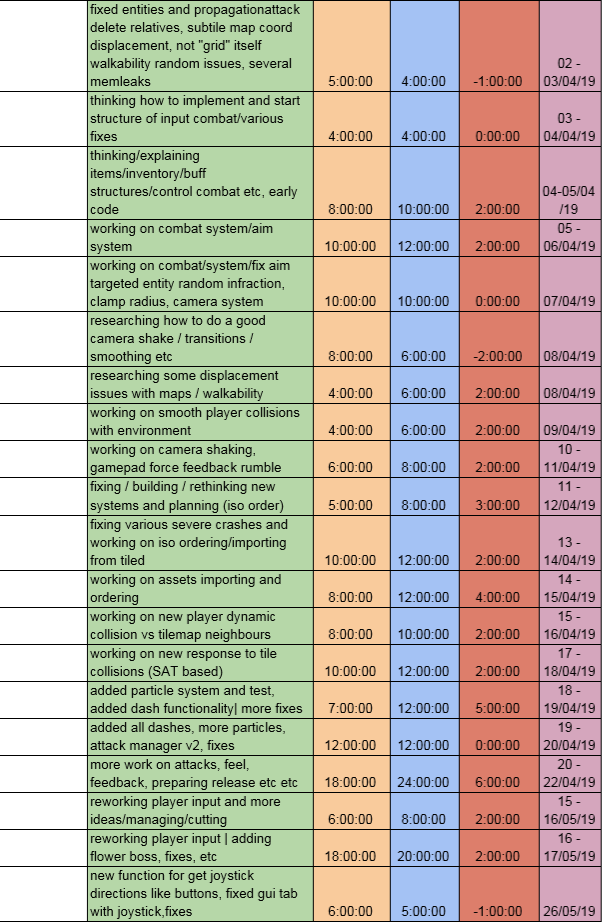 fixed entities and propagationattack
delete relatives, subtile map coord
displacement, not "grid" itself
walkability random issues, several
memleaks
5:00:00 4:00:00 -1:00:00
02 -
03/04/19
thinking how to implement and start
structure of input combat/various
fixes
4:00:00 4:00:00 0:00:00
03 -
04/04/19
thinking/explaining
items/inventory/buff
structures/control combat etc, early
code
8:00:00 10:00:00 2:00:00
04-05/04
/19
working on combat system/aim
system
10:00:00 12:00:00 2:00:00
05 -
06/04/19
working on combat/system/fix aim
targeted entity random infraction,
clamp radius, camera system
10:00:00 10:00:00 0:00:00 07/04/19
researching how to do a good
camera shake / transitions /
smoothing etc
8:00:00 6:00:00 -2:00:00 08/04/19
researching some displacement
issues with maps / walkability
4:00:00 6:00:00 2:00:00 08/04/19
working on smooth player collisions
with environment
4:00:00 6:00:00 2:00:00 09/04/19
working on camera shaking,
gamepad force feedback rumble
6:00:00 8:00:00 2:00:00
10 -
11/04/19
fixing / building / rethinking new
systems and planning (iso order)
5:00:00 8:00:00 3:00:00
11 -
12/04/19
fixing various severe crashes and
working on iso ordering/importing
from tiled
10:00:00 12:00:00 2:00:00
13 -
14/04/19
working on assets importing and
ordering
8:00:00 12:00:00 4:00:00
14 -
15/04/19
working on new player dynamic
collision vs tilemap neighbours
8:00:00 10:00:00 2:00:00
15 -
16/04/19
working on new response to tile
collisions (SAT based)
10:00:00 12:00:00 2:00:00
17 -
18/04/19
added particle system and test,
added dash functionality| more fixes
7:00:00 12:00:00 5:00:00
18 -
19/04/19
added all dashes, more particles,
attack manager v2, fixes
12:00:00 12:00:00 0:00:00
19 -
20/04/19
more work on attacks, feel,
feedback, preparing release etc etc
18:00:00 24:00:00 6:00:00
20 -
22/04/19
reworking player input and more
ideas/managing/cutting
6:00:00 8:00:00 2:00:00
15 -
16/05/19
reworking player input | adding
flower boss, fixes, etc
18:00:00 20:00:00 2:00:00
16 -
17/05/19
new function for get joystick
directions like buttons, fixed gui tab
with joystick,fixes
6:00:00 5:00:00 -1:00:00 26/05/19